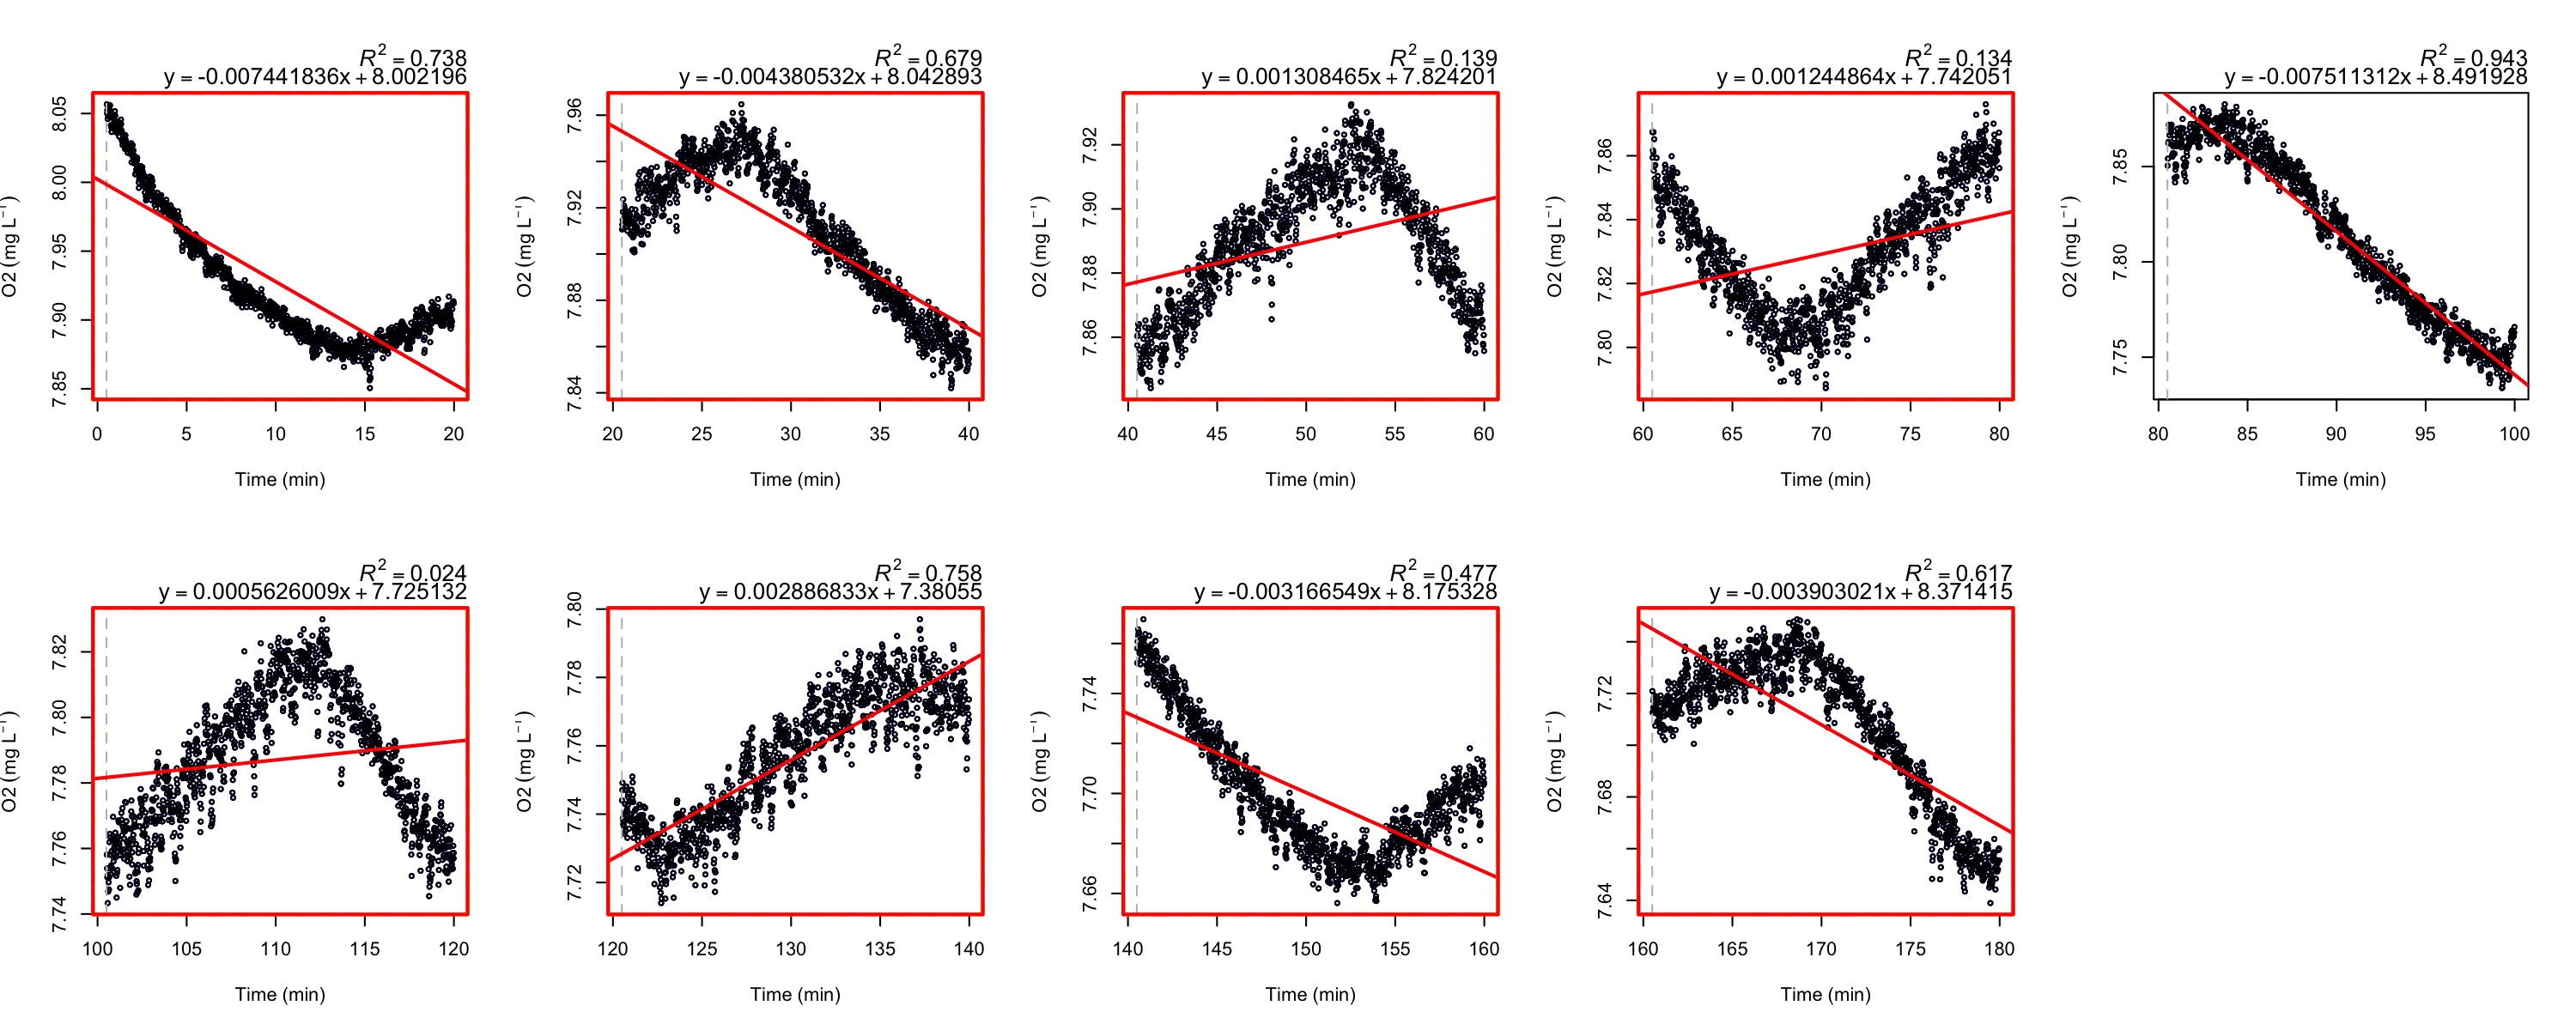 R² = 0.738
y = -0.007441836x + 8.002196
O2 (mg L⁻¹)
8.05
8.00
7.95
7.90
7.85
0 5 10 15 20
Time (min)
R² = 0.679
y = -0.004380532x + 8.042893
O2 (mg L⁻¹)
7.96
7.92
7.88
7.84
20 25 30 35 40
Time (min)
R² = 0.139
y = 0.001308465x + 7.824201
O2 (mg L⁻¹)
7.92
7.90
7.88
7.86
40 45 50 55 60
Time (min)
R² = 0.134
y = 0.001244864x + 7.742051
O2 (mg L⁻¹)
7.86
7.84
7.82
7.80
60 65 70 75 80
Time (min)
R² = 0.943
y = -0.007511312x + 8.491928
O2 (mg L⁻¹)
7.85
7.80
7.75
80 85 90 95 100
Time (min)
R² = 0.024
y = 0.0005626009x + 7.725132
O2 (mg L⁻¹)
7.82
7.80
7.78
7.76
7.74
100 105 110 115 120
Time (min)
R² = 0.758
y = 0.002886833x + 7.38055
O2 (mg L⁻¹)
7.80
7.78
7.76
7.74
7.72
120 125 130 135 140
Time (min)
R² = 0.477
y = -0.003166549x + 8.175328
O2 (mg L⁻¹)
7.74
7.70
7.66
140 145 150 155 160
Time (min)
R² = 0.617
y = -0.003903021x + 8.371415
O2 (mg L⁻¹)
7.72
7.68
7.64
160 165 170 175 180
Time (min)